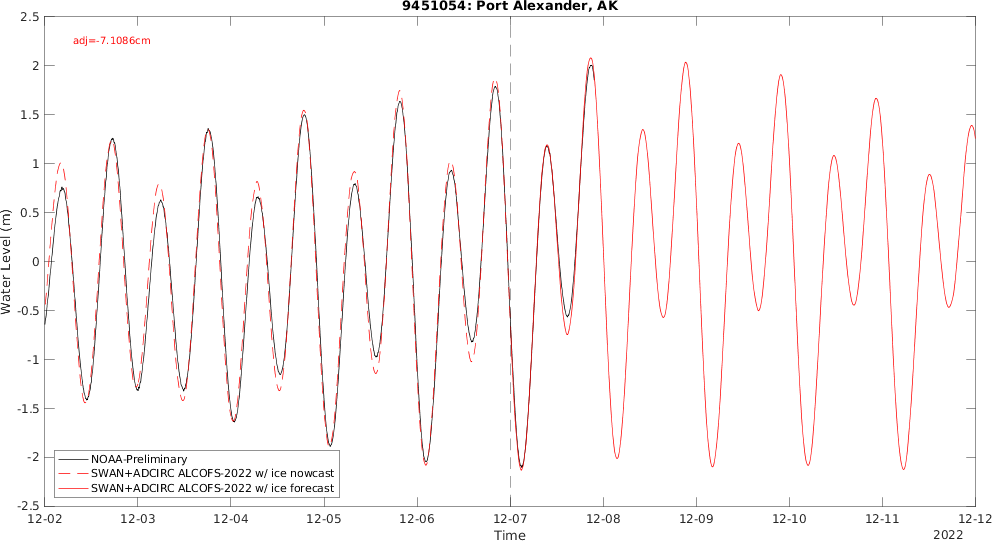 9451054: Port Alexander, AK
adj=-7.1086cm
Water Level (m)
2.5
2
1.5
1
0.5
0
-0.5
-1
-1.5
-2
-2.5
NOAA-Preliminary
SWAN+ADCIRC ALCOFS-2022 w/ ice nowcast
SWAN+ADCIRC ALCOFS-2022 w/ ice forecast
12-02 12-03 12-04 12-05 12-06 12-07 12-08 12-09 12-10 12-11 12-12
Time
2022